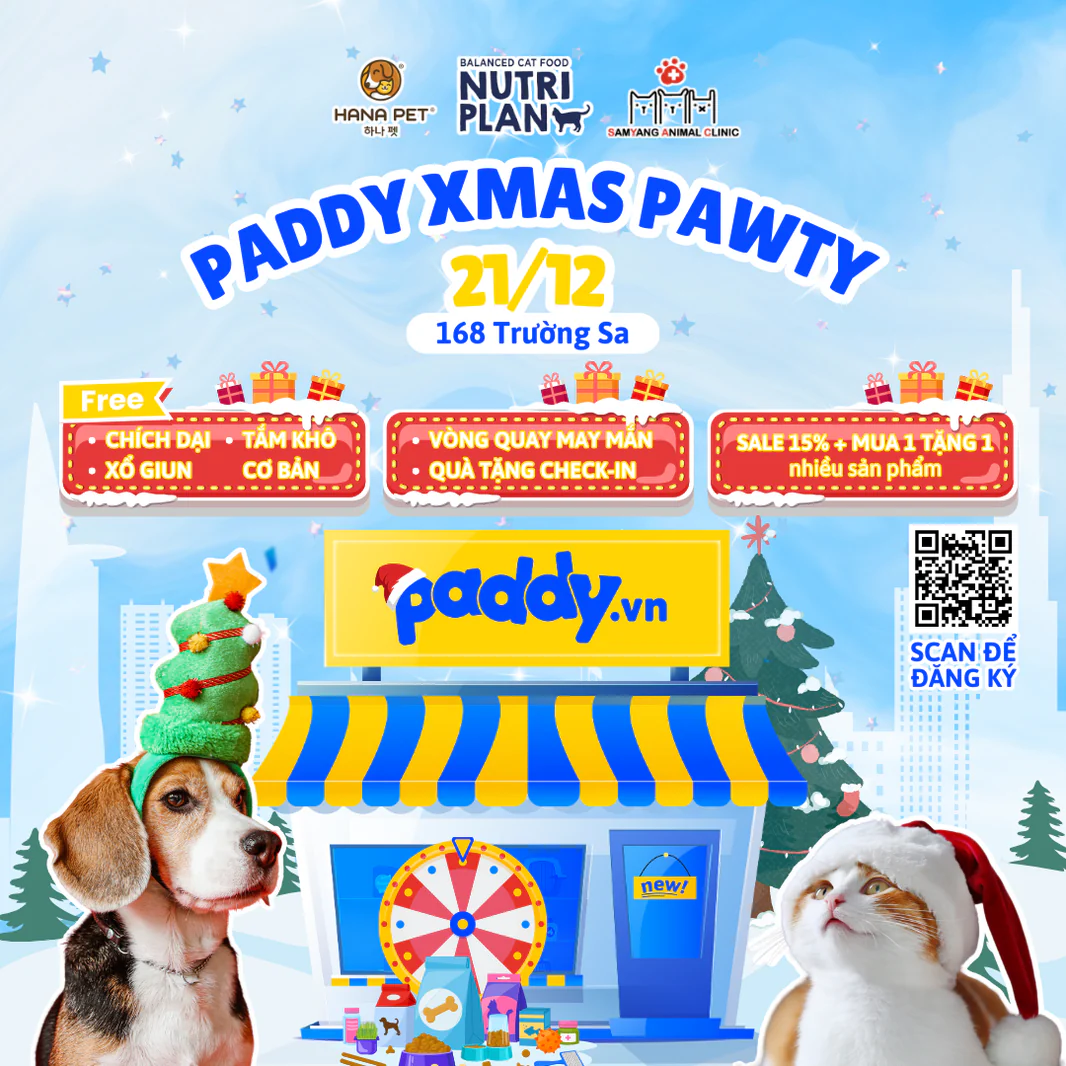 HANA PET®
하나 펫
BALANCED CAT FOOD
NUTRI
PLAN
SAMYANG ANIMAL CLINIC
PADDY XMAS PAWTY
21/12
168 Trường Sa
Free
• CHÍCH DẠI • TẮM KHÔ
• XỔ GIUN CƠ BẢN
• VÒNG QUAY MAY MẮN
• QUÀ TẶNG CHECK-IN
SALE 15% + MUA 1 TẶNG 1
nhiều sản phẩm
paddy.vn
SCAN ĐỂ
ĐĂNG KÝ
new!